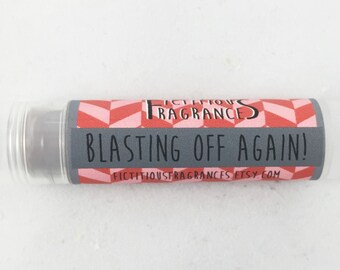 FICTITIOUS
FRAGRANCES
BLASTING OFF AGAIN!
FICTITIOUSFRAGRANCES.ETSY.COM